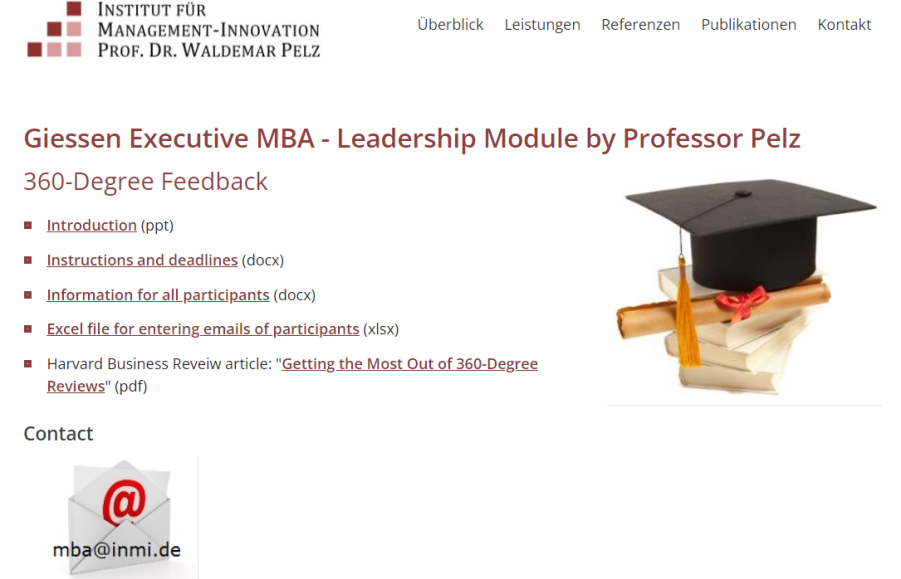 INSTITUT FÜR
MANAGEMENT-INNOVATION
PROF. DR. WALDEMAR PELZ
Überblick Leistungen Referenzen Publikationen Kontakt
Giessen Executive MBA - Leadership Module by Professor Pelz
360-Degree Feedback
Introduction (ppt)
Instructions and deadlines (docx)
Information for all participants (docx)
Excel file for entering emails of participants (xlsx)
Harvard Business Reveiw article: "Getting the Most Out of 360-Degree
Reviews" (pdf)
Contact
@
mba@inmi.de